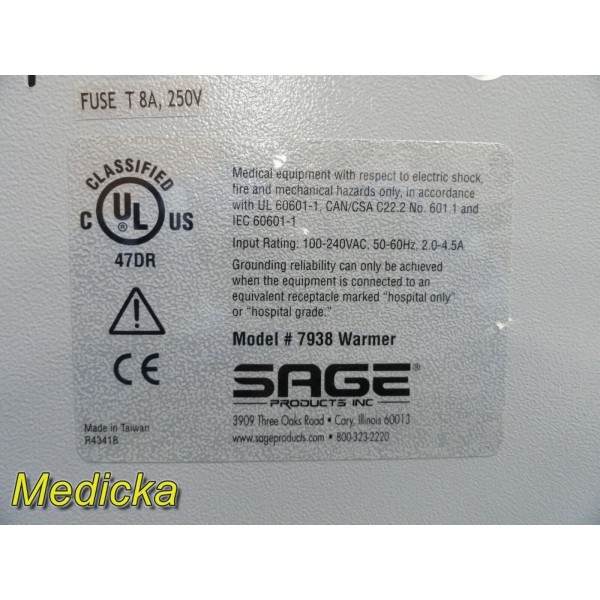 FUSE T 8A, 250V
CLASSIFIED
C UL® US
47DR
Medical equipment with respect to electric shock,
fire and mechanical hazards only, in accordance
with UL 60601-1, CAN/CSA C22.2 No. 601.1 and
IEC 60601-1
Input Rating: 100-240VAC, 50-60Hz, 2.0-4.5A
Grounding reliability can only be achieved
when the equipment is connected to an
equivalent receptacle marked “hospital only”
or “hospital grade.”
Model # 7938 Warmer
CE
SAGE®
PRODUCTS INC
3909 Three Oaks Road • Cary, Illinois 60013
www.sageproducts.com • 800-323-2220
Made in Taiwan
R4341B
Medicka